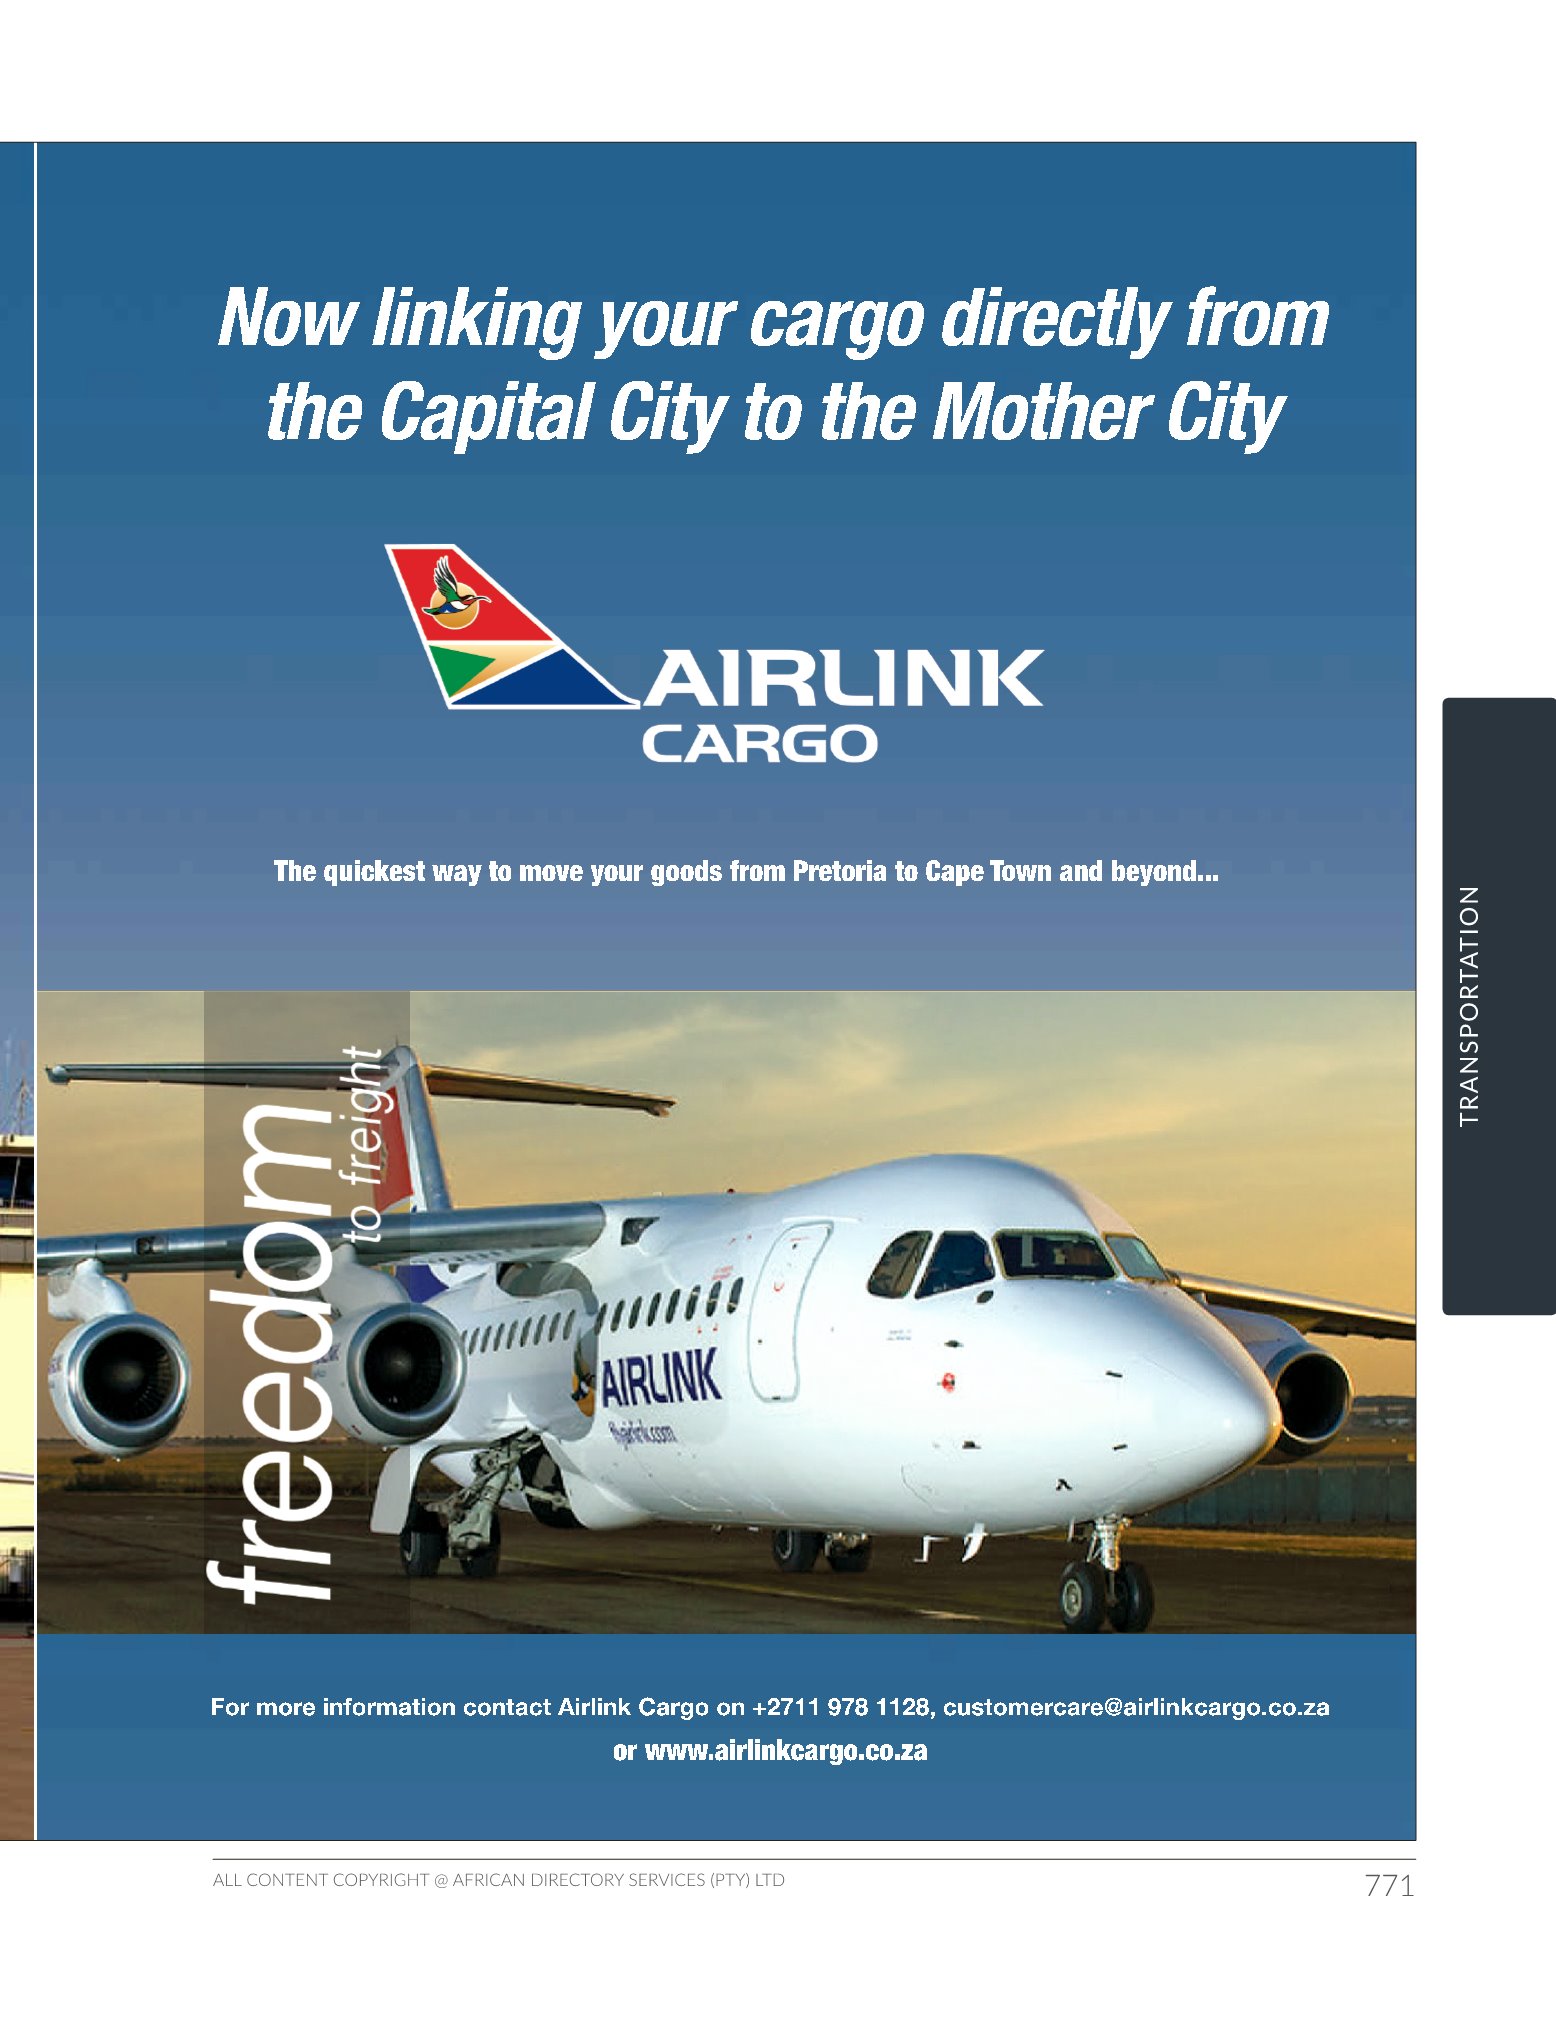 Now linking your cargo directly from
the Capital City to the Mother City
AIRLINK
CARGO
The quickest way to move your goods from Pretoria to Cape Town and beyond...
freedom
to freight
AIRLINK
flyairlink.com
For more information contact Airlink Cargo on +2711 978 1128, customercare@airlinkcargo.co.za
or www.airlinkcargo.co.za
TRANSPORTATION
ALL CONTENT COPYRIGHT @ AFRICAN DIRECTORY SERVICES (PTY) LTD
771